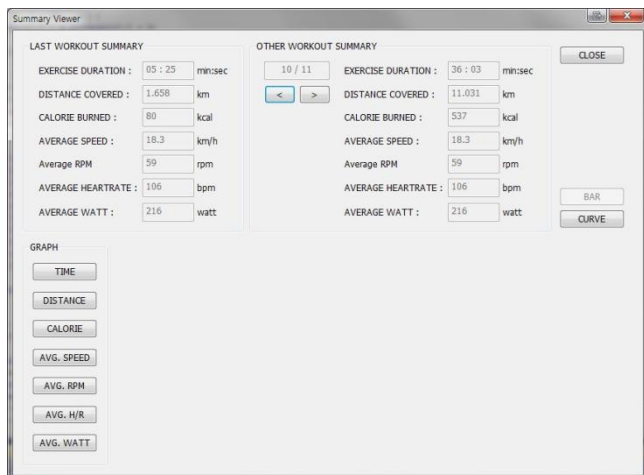 Summary Viewer
LAST WORKOUT SUMMARY
EXERCISE DURATION : 05 : 25 min:sec
DISTANCE COVERED : 1.658 km
CALORIE BURNED : 80 kcal
AVERAGE SPEED : 18.3 km/h
Average RPM 59 rpm
AVERAGE HEARTRATE : 106 bpm
AVERAGE WATT : 216 watt
OTHER WORKOUT SUMMARY
10 / 11
< >
EXERCISE DURATION : 36 : 03 min:sec
DISTANCE COVERED : 11.031 km
CALORIE BURNED : 537 kcal
AVERAGE SPEED : 18.3 km/h
Average RPM 59 rpm
AVERAGE HEARTRATE : 106 bpm
AVERAGE WATT : 216 watt
CLOSE
BAR
CURVE
GRAPH
TIME
DISTANCE
CALORIE
AVG. SPEED
AVG. RPM
AVG. H/R
AVG. WATT